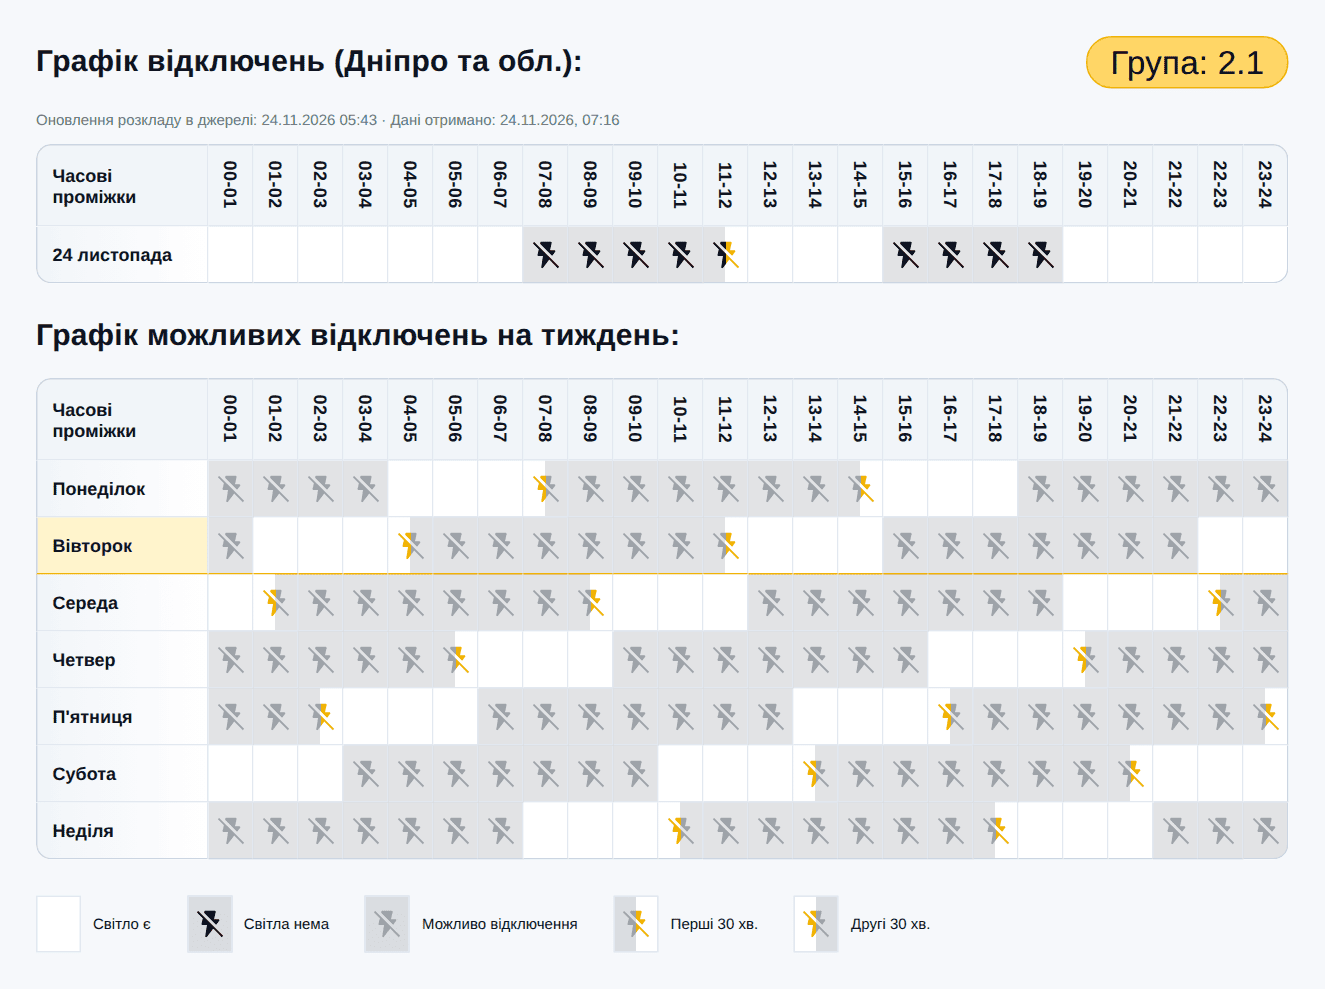 Графік відключень (Дніпро та обл.):
Група: 2.1
Оновлення розкладу в джерелі: 24.11.2026 05:43 · Дані отримано: 24.11.2026, 07:16
Часові проміжки 00-01 01-02 02-03 03-04 04-05 05-06 06-07 07-08 08-09 09-10 10-11 11-12 12-13 13-14 14-15 15-16 16-17 17-18 18-19 19-20 20-21 21-22 22-23 23-24
24 листопада
Графік можливих відключень на тиждень:
Часові проміжки 00-01 01-02 02-03 03-04 04-05 05-06 06-07 07-08 08-09 09-10 10-11 11-12 12-13 13-14 14-15 15-16 16-17 17-18 18-19 19-20 20-21 21-22 22-23 23-24
Понеділок
Вівторок
Середа
Четвер
П'ятниця
Субота
Неділя
Світло є
Світла нема
Можливо відключення
Перші 30 хв.
Другі 30 хв.